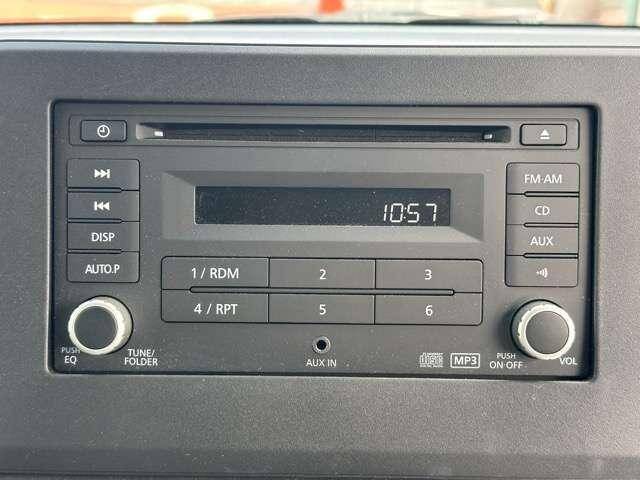 FM·AM
10:57
CD
DISP
AUX
AUTO.P
1 / RDM
2
3
4 / RPT
5
6
PUSH
EQ
TUNE/
FOLDER
AUX IN
MP3
PUSH
ON·OFF
VOL